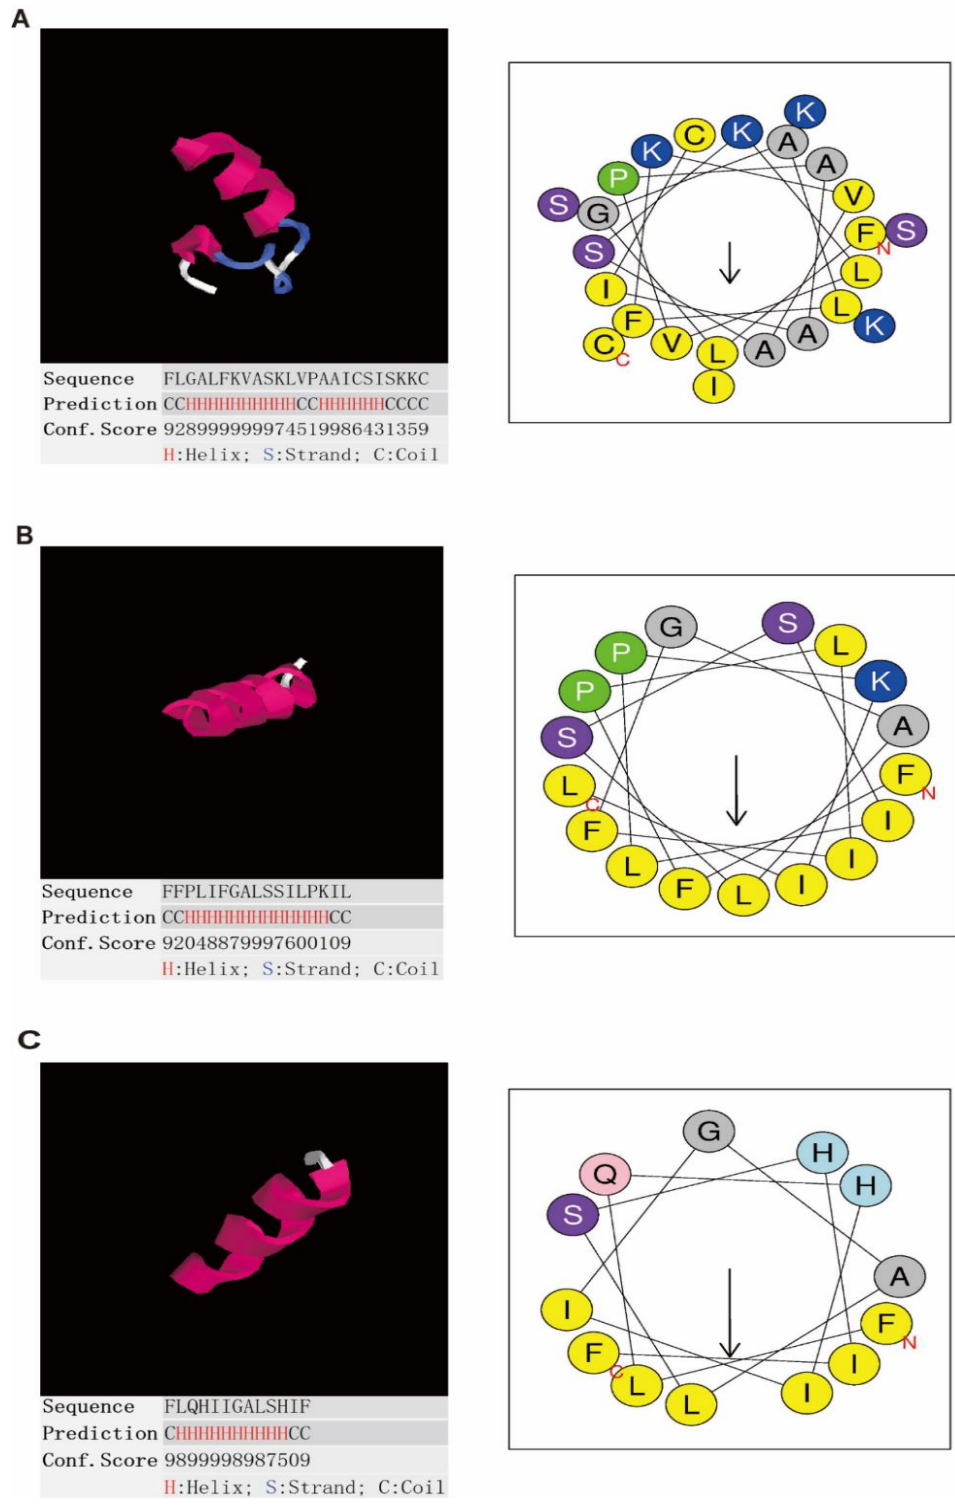 A
Sequence FLGALFKVASKLVPAAICSISKKC
Prediction CCHHHHHHHHHHCCHHHHHHCCCC
Conf.Score 928999999974519986431359
H:Helix; S:Strand; C:Coil
K
K C K A
P A
S G V
S F S
N
I L
F L K
C V L A A
C
I
B
Sequence FFPLIFGALSSILPKIL
Prediction CCHHHHHHHHHHHHHCC
Conf.Score 92048879997600109
H:Helix; S:Strand; C:Coil
G S
P L
P K
S A
L F
C N
F I
L I
F L I
C
Sequence FLQHIIGALSHIF
Prediction CHHHHHHHHHHCC
Conf.Score 9899998987509
H:Helix; S:Strand; C:Coil
G H
Q H
S
A
I F
N
F I
C
L L I